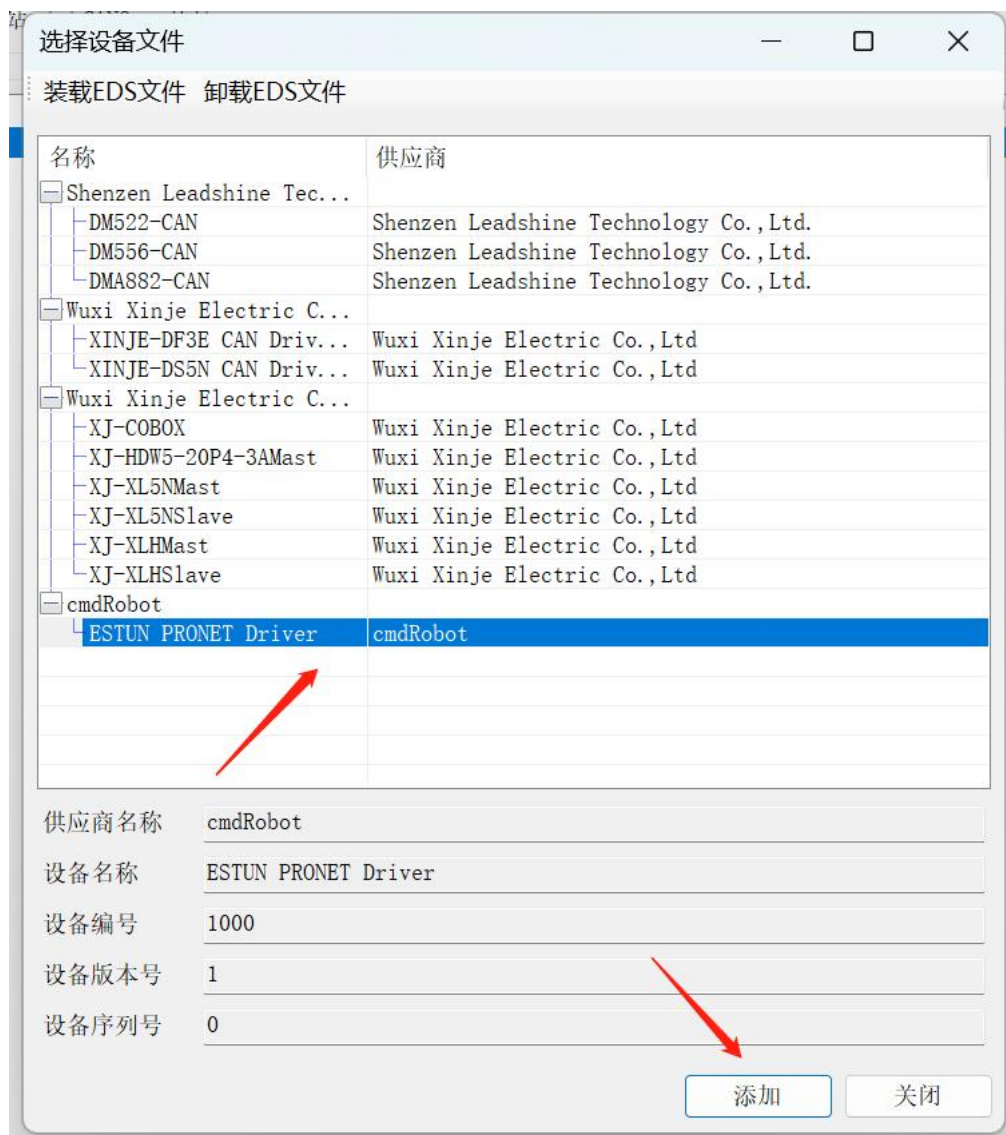 站
选择设备文件
装载EDS文件 卸载EDS文件
名称 供应商
Shenzen Leadshine Tec...
DM522-CAN Shenzen Leadshine Technology Co.,Ltd.
DM556-CAN Shenzen Leadshine Technology Co.,Ltd.
DMA882-CAN Shenzen Leadshine Technology Co.,Ltd.
Wuxi Xinje Electric C...
XINJE-DF3E CAN Driv... Wuxi Xinje Electric Co.,Ltd
XINJE-DS5N CAN Driv... Wuxi Xinje Electric Co.,Ltd
Wuxi Xinje Electric C...
XJ-COBOX Wuxi Xinje Electric Co.,Ltd
XJ-HDW5-20P4-3AMast Wuxi Xinje Electric Co.,Ltd
XJ-XL5NMast Wuxi Xinje Electric Co.,Ltd
XJ-XL5NSlave Wuxi Xinje Electric Co.,Ltd
XJ-XLHMast Wuxi Xinje Electric Co.,Ltd
XJ-XLHSlave Wuxi Xinje Electric Co.,Ltd
cmdRobot
ESTUN PRONET Driver cmdRobot
供应商名称 cmdRobot
设备名称 ESTUN PRONET Driver
设备编号 1000
设备版本号 1
设备序列号 0
添加 关闭